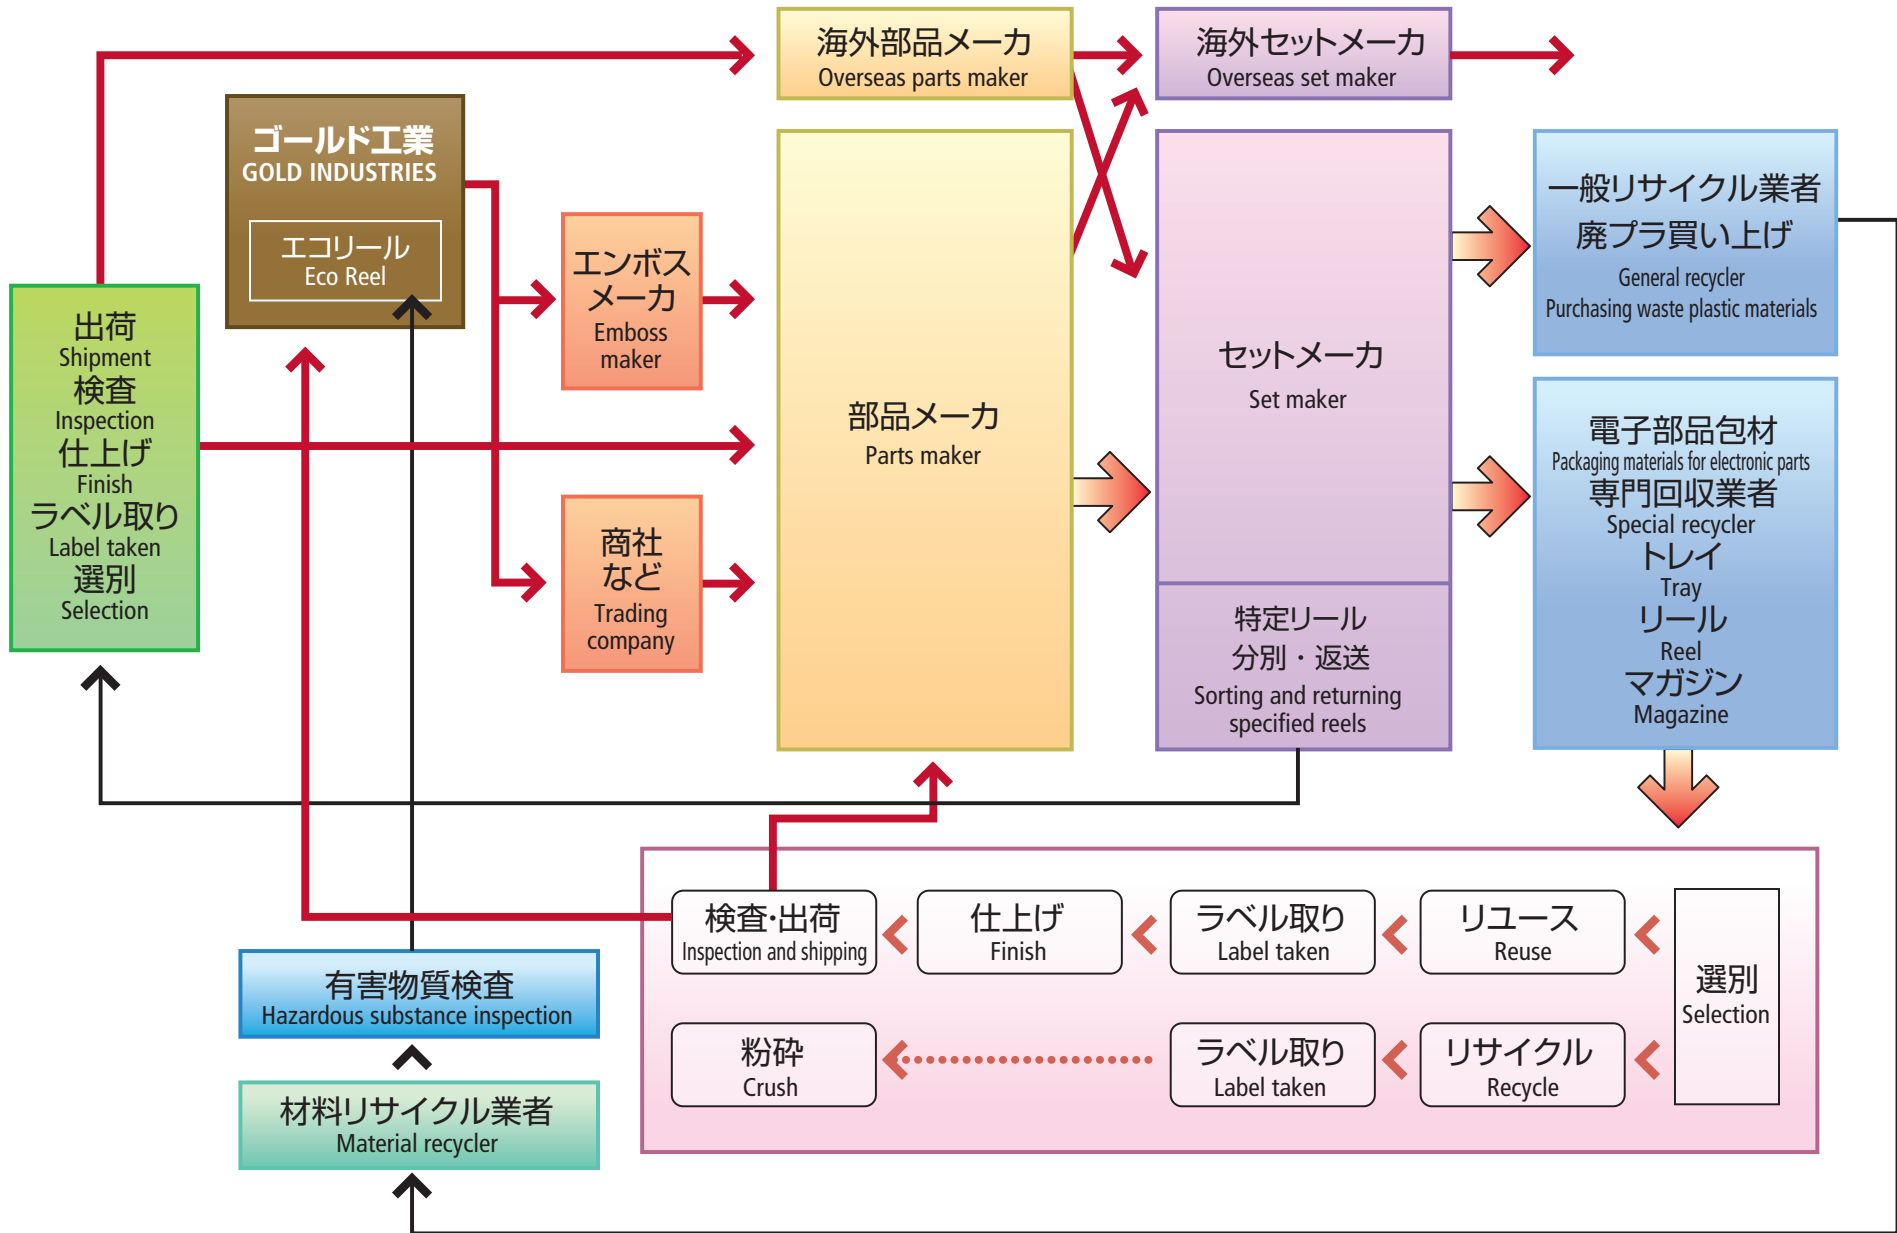 海外部品メーカ
Overseas parts maker
海外セットメーカ
Overseas set maker
ゴールド工業
GOLD INDUSTRIES
エコリール
Eco Reel
エンボス
メーカ
Emboss
maker
商社
など
Trading
company
出荷
Shipment
検査
Inspection
仕上げ
Finish
ラベル取り
Label taken
選別
Selection
部品メーカ
Parts maker
セットメーカ
Set maker
特定リール
分別・返送
Sorting and returning
specified reels
一般リサイクル業者
廃プラ買い上げ
General recycler
Purchasing waste plastic materials
電子部品包材
Packaging materials for electronic parts
専門回収業者
Special recycler
トレイ
Tray
リール
Reel
マガジン
Magazine
検査・出荷
Inspection and shipping
仕上げ
Finish
ラベル取り
Label taken
リユース
Reuse
選別
Selection
粉砕
Crush
ラベル取り
Label taken
リサイクル
Recycle
有害物質検査
Hazardous substance inspection
材料リサイクル業者
Material recycler